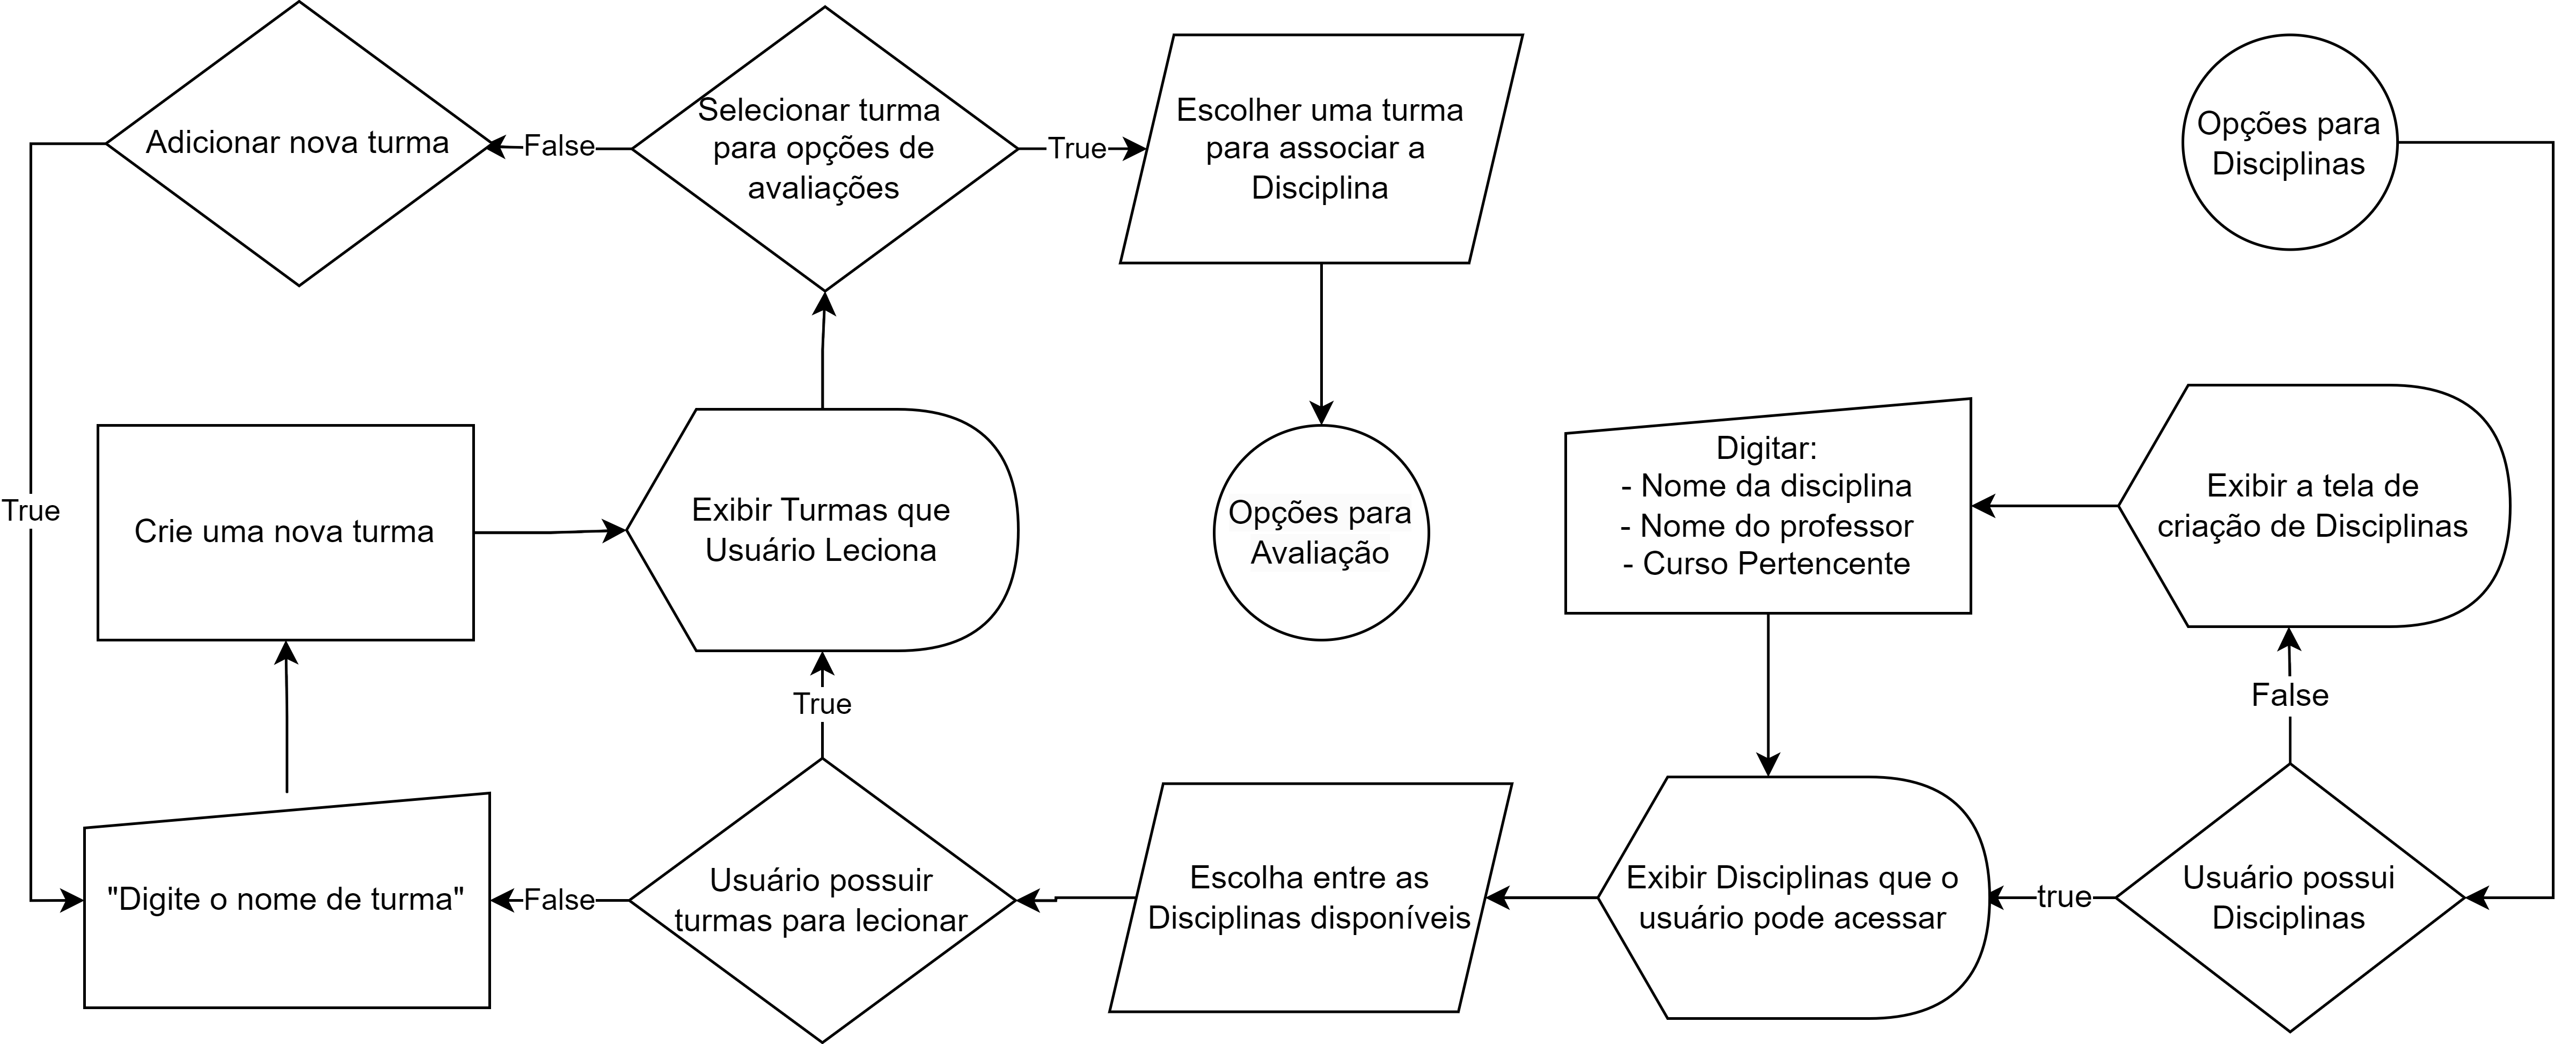 Adicionar nova turma
False
Selecionar turma
para opções de
avaliações
True
Escolher uma turma
para associar a
Disciplina
Opções para
Disciplinas
True
Crie uma nova turma
Exibir Turmas que
Usuário Leciona
Opções para
Avaliação
Digitar:
- Nome da disciplina
- Nome do professor
- Curso Pertencente
Exibir a tela de
criação de Disciplinas
True
False
"Digite o nome de turma"
False
Usuário possuir
turmas para lecionar
Escolha entre as
Disciplinas disponíveis
Exibir Disciplinas que o
usuário pode acessar
true
Usuário possui
Disciplinas